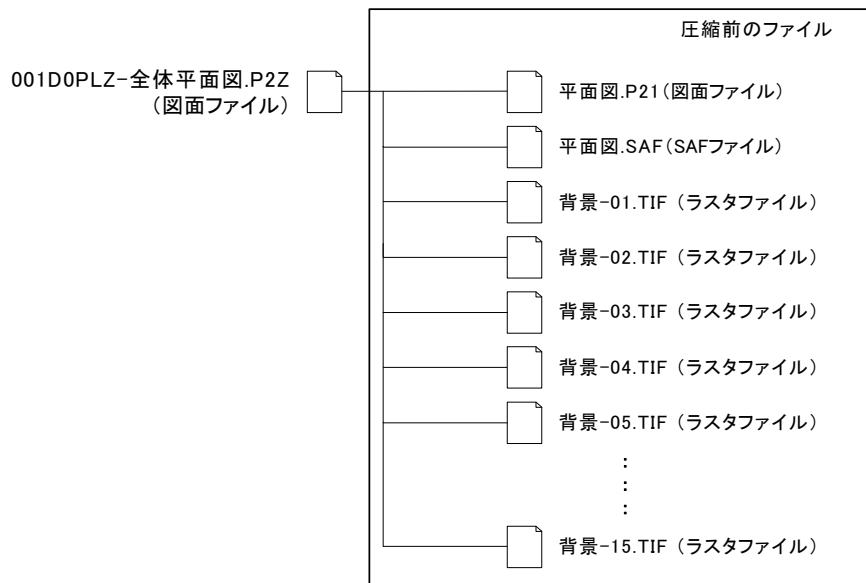 圧縮前のファイル
001D0PLZ-全体平面図.P2Z
（図面ファイル）
平面図.P21（図面ファイル）
平面図.SAF（SAFファイル）
背景-01.TIF （ラスタファイル）
背景-02.TIF （ラスタファイル）
背景-03.TIF （ラスタファイル）
背景-04.TIF （ラスタファイル）
背景-05.TIF （ラスタファイル）
：
：
：
背景-15.TIF （ラスタファイル）